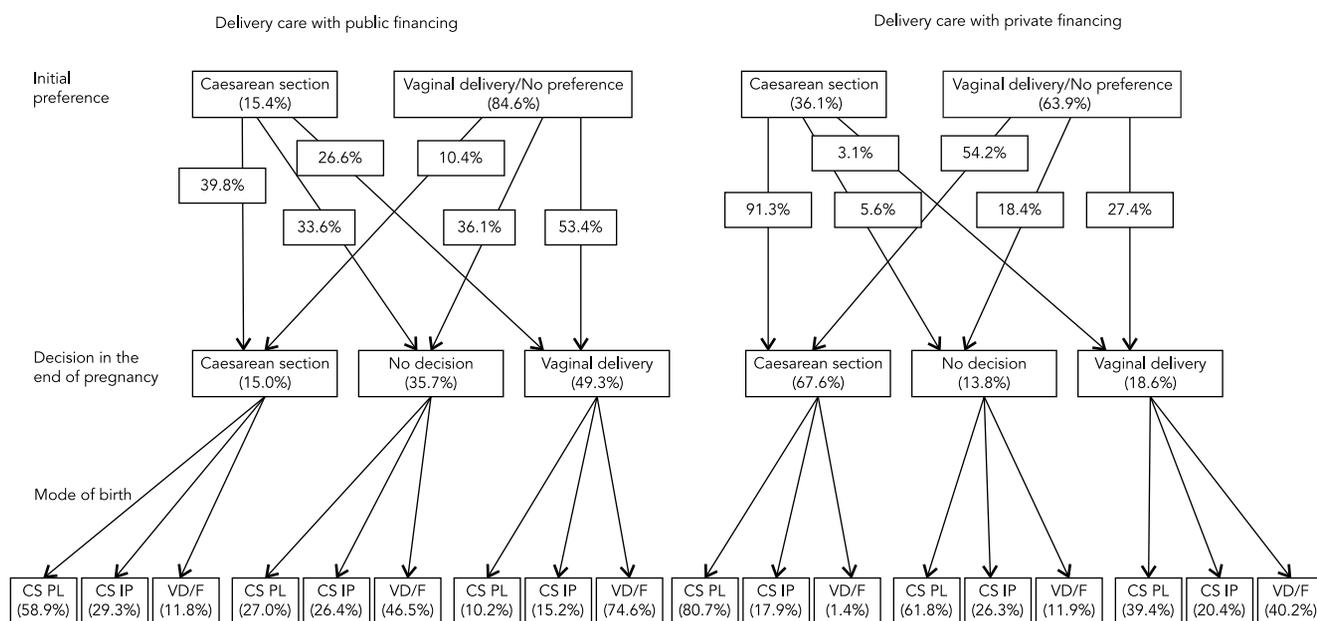 Delivery care with public financing
Delivery care with private financing
Initial
preference
Caesarean section
(15.4%)
Vaginal delivery/No preference
(84.6%)
Caesarean section
(36.1%)
Vaginal delivery/No preference
(63.9%)
26.6%
10.4%
3.1%
54.2%
39.8%
33.6%
36.1%
53.4%
91.3%
5.6%
18.4%
27.4%
Decision in the
end of pregnancy
Caesarean section
(15.0%)
No decision
(35.7%)
Vaginal delivery
(49.3%)
Caesarean section
(67.6%)
No decision
(13.8%)
Vaginal delivery
(18.6%)
Mode of birth
CS PL
(58.9%)
CS IP
(29.3%)
VD/F
(11.8%)
CS PL
(27.0%)
CS IP
(26.4%)
VD/F
(46.5%)
CS PL
(10.2%)
CS IP
(15.2%)
VD/F
(74.6%)
CS PL
(80.7%)
CS IP
(17.9%)
VD/F
(1.4%)
CS PL
(61.8%)
CS IP
(26.3%)
VD/F
(11.9%)
CS PL
(39.4%)
CS IP
(20.4%)
VD/F
(40.2%)